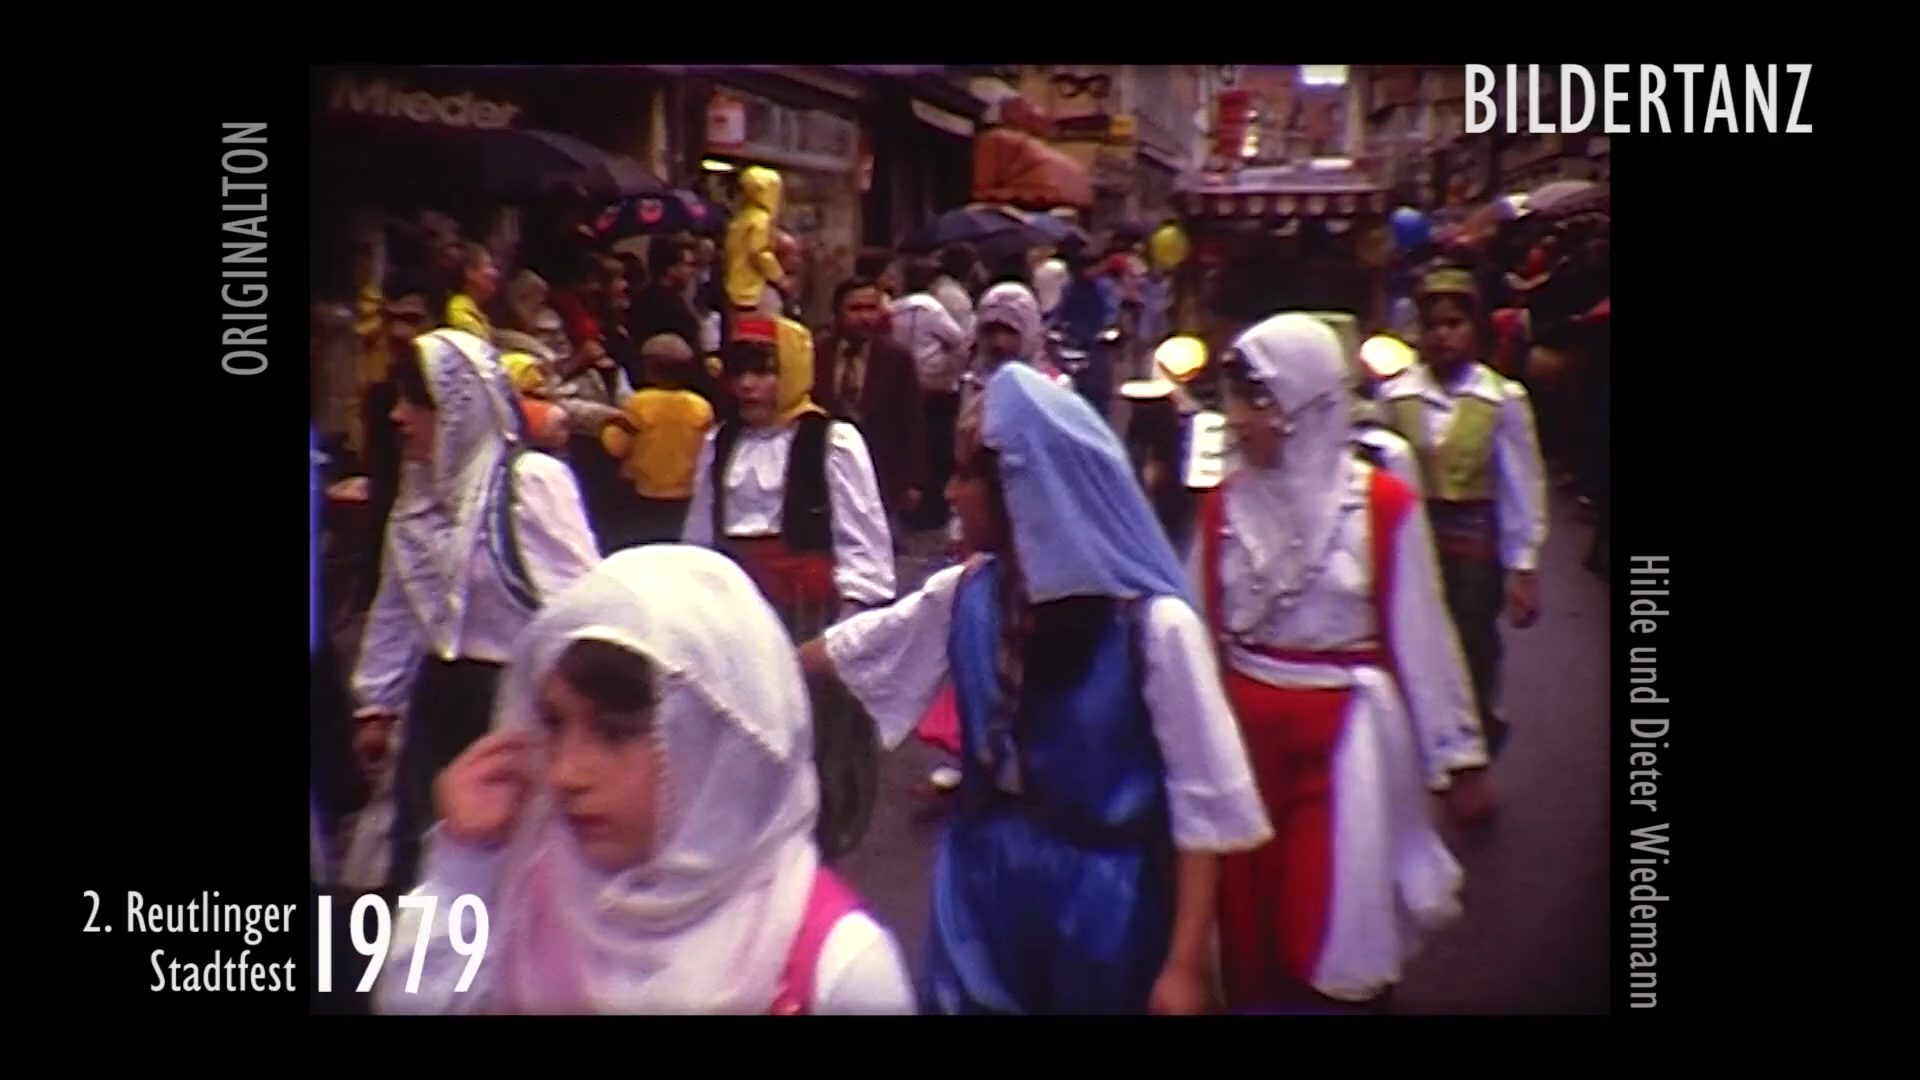 BILDERTANZ
ORIGINALTON
Mieder
Hilde und Dieter Wiedemann
2. Reutlinger
Stadtfest
1979